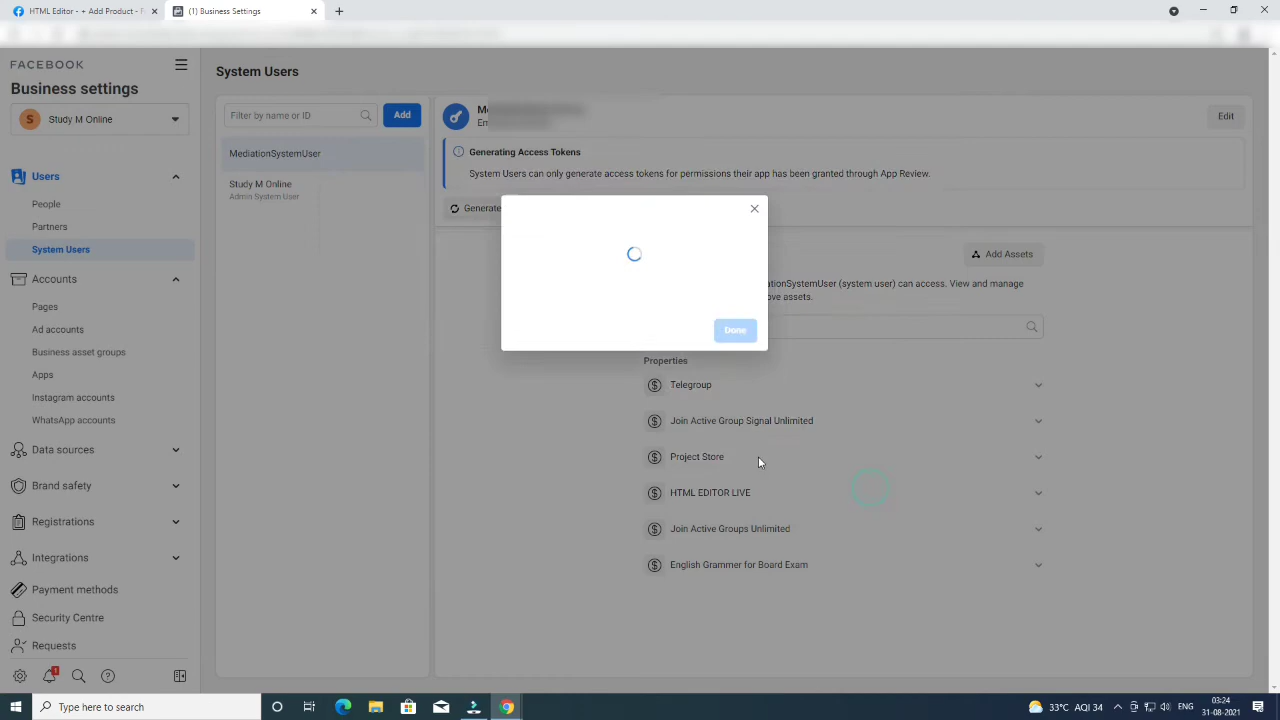 HTML Editor - + Add Product - F
(1) Business Settings
FACEBOOK
Business settings
S
Study M Online
Users
People
Partners
System Users
Accounts
Pages
Ad accounts
Business asset groups
Apps
Instagram accounts
WhatsApp accounts
Data sources
Brand safety
Registrations
Integrations
Payment methods
Security Centre
Requests
1
System Users
Filter by name or ID
Add
MediationSystemUser
Study M Online
Admin System User
Edit
Generating Access Tokens
System Users can only generate access tokens for permissions their app has been granted through App Review.
Generate
Done
Add Assets
ationSystemUser (system user) can access. View and manage
ove assets.
Properties
Telegroup
Join Active Group Signal Unlimited
Project Store
HTML EDITOR LIVE
Join Active Groups Unlimited
English Grammer for Board Exam
Type here to search
33°C AQI 34
ENG
03:24
31-08-2021